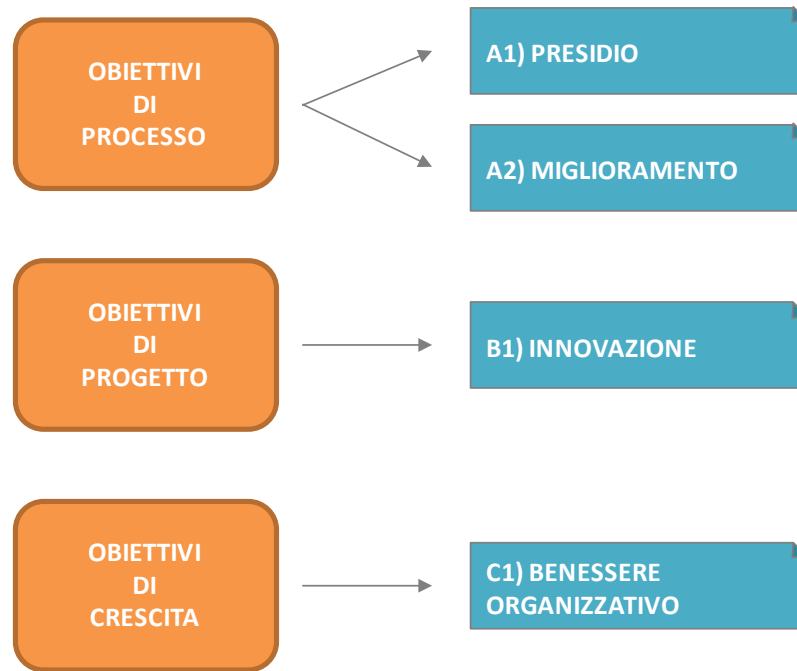 OBIETTIVI
DI
PROCESSO
A1) PRESIDIO
A2) MIGLIORAMENTO
OBIETTIVI
DI
PROGETTO
B1) INNOVAZIONE
OBIETTIVI
DI
CRESCITA
C1) BENESSERE
ORGANIZZATIVO